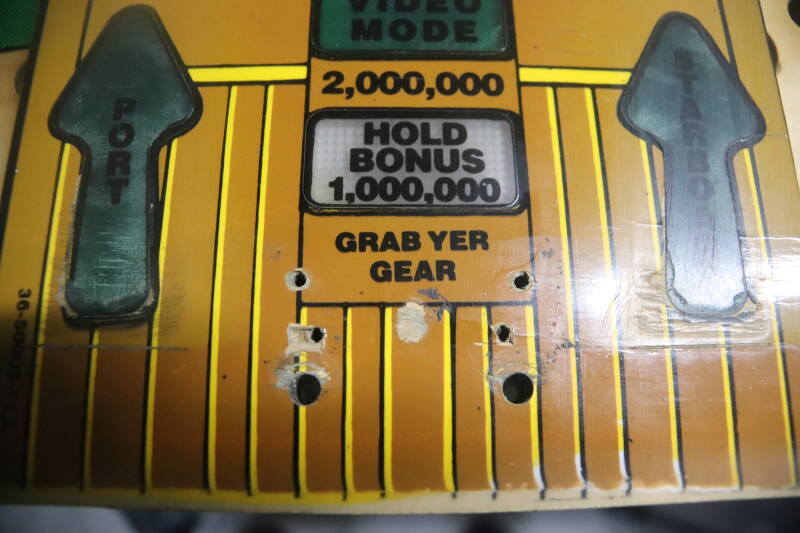 VIDEO
MODE
2,000,000
HOLD
BONUS
1,000,000
GRAB YER
GEAR
PORT